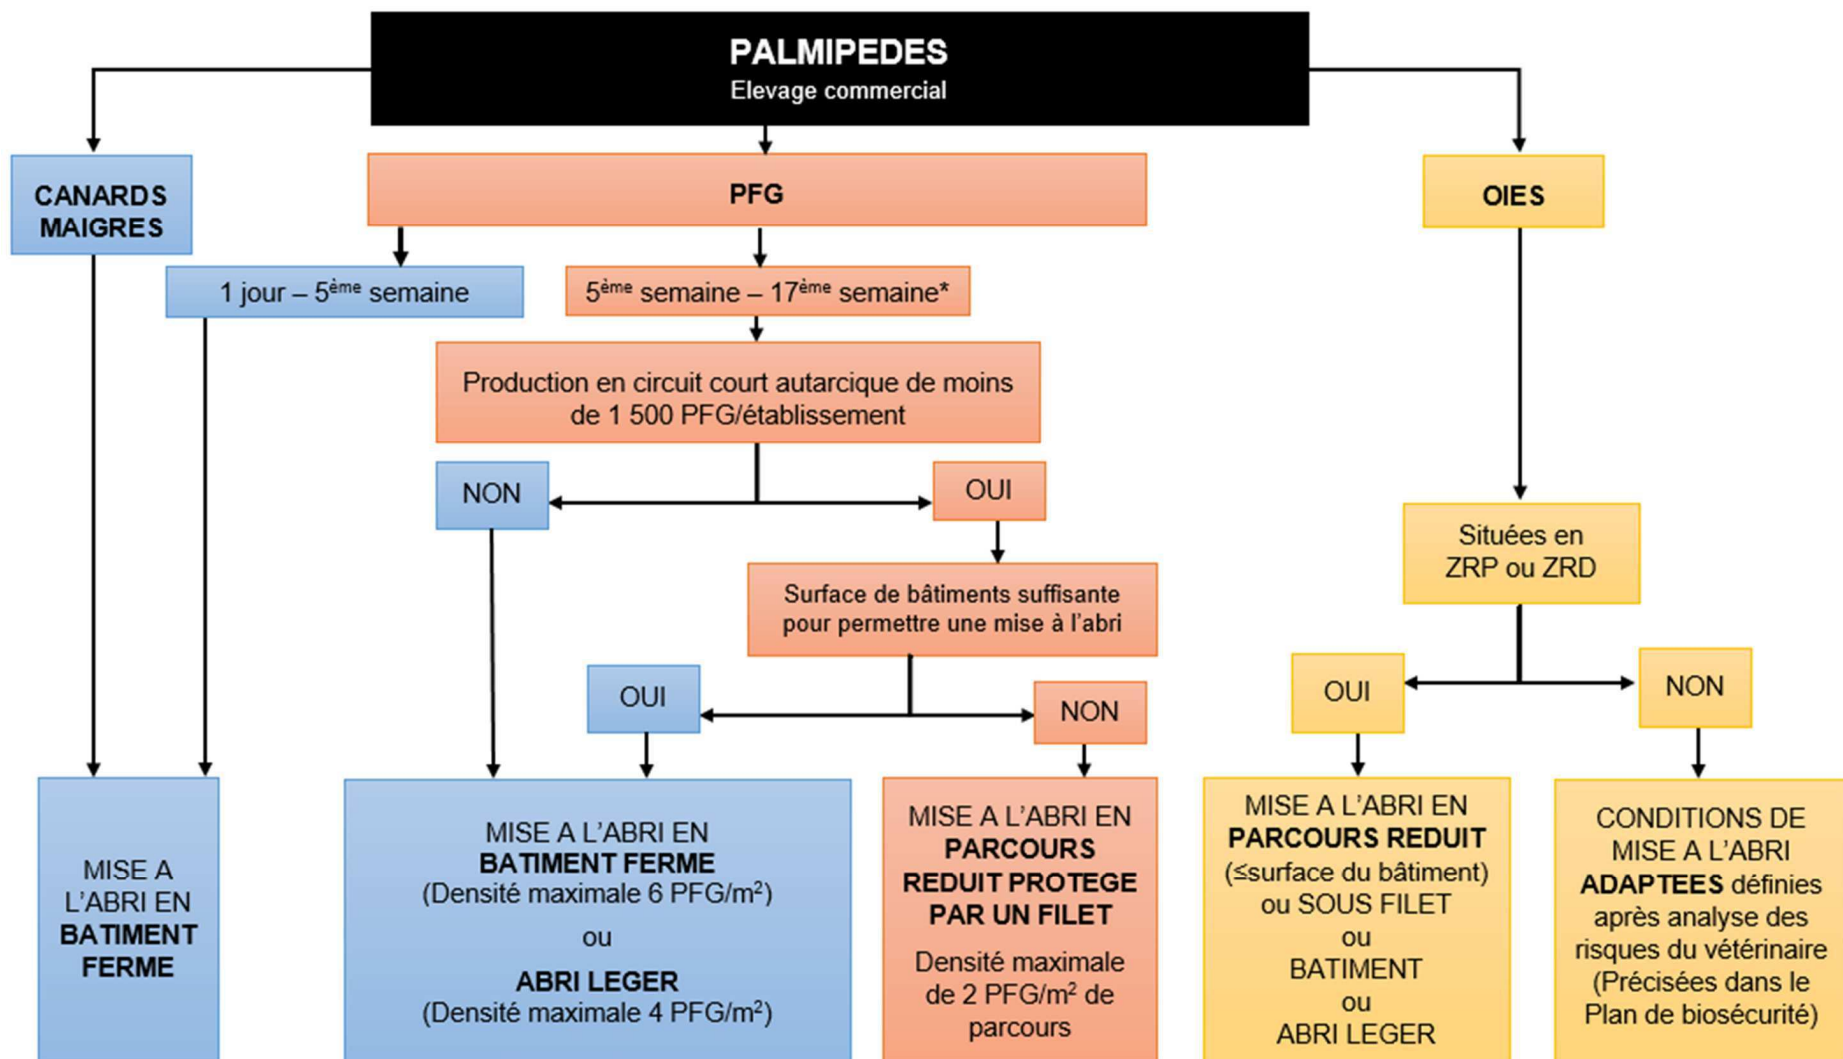 PALMIPEDES
Elevage commercial
CANARDS
MAIGRES
PFG
OIES
1 jour – 5ème semaine
5ème semaine – 17ème semaine*
Production en circuit court autarcique de moins
de 1 500 PFG/établissement
NON
OUI
Situées en
ZRP ou ZRD
Surface de bâtiments suffisante
pour permettre une mise à l’abri
OUI
NON
OUI
NON
MISE A
L’ABRI EN
BATIMENT
FERME
MISE A L’ABRI EN
BATIMENT FERME
(Densité maximale 6 PFG/m²)
ou
ABRI LEGER
(Densité maximale 4 PFG/m²)
MISE A L’ABRI EN
PARCOURS
REDUIT PROTEGE
PAR UN FILET
Densité maximale
de 2 PFG/m² de
parcours
MISE A L’ABRI EN
PARCOURS REDUIT
(≤surface du bâtiment)
ou SOUS FILET
ou
BATIMENT
ou
ABRI LEGER
CONDITIONS DE
MISE A L’ABRI
ADAPTEES définies
après analyse des
risques du vétérinaire
(Précisées dans le
Plan de biosécurité)